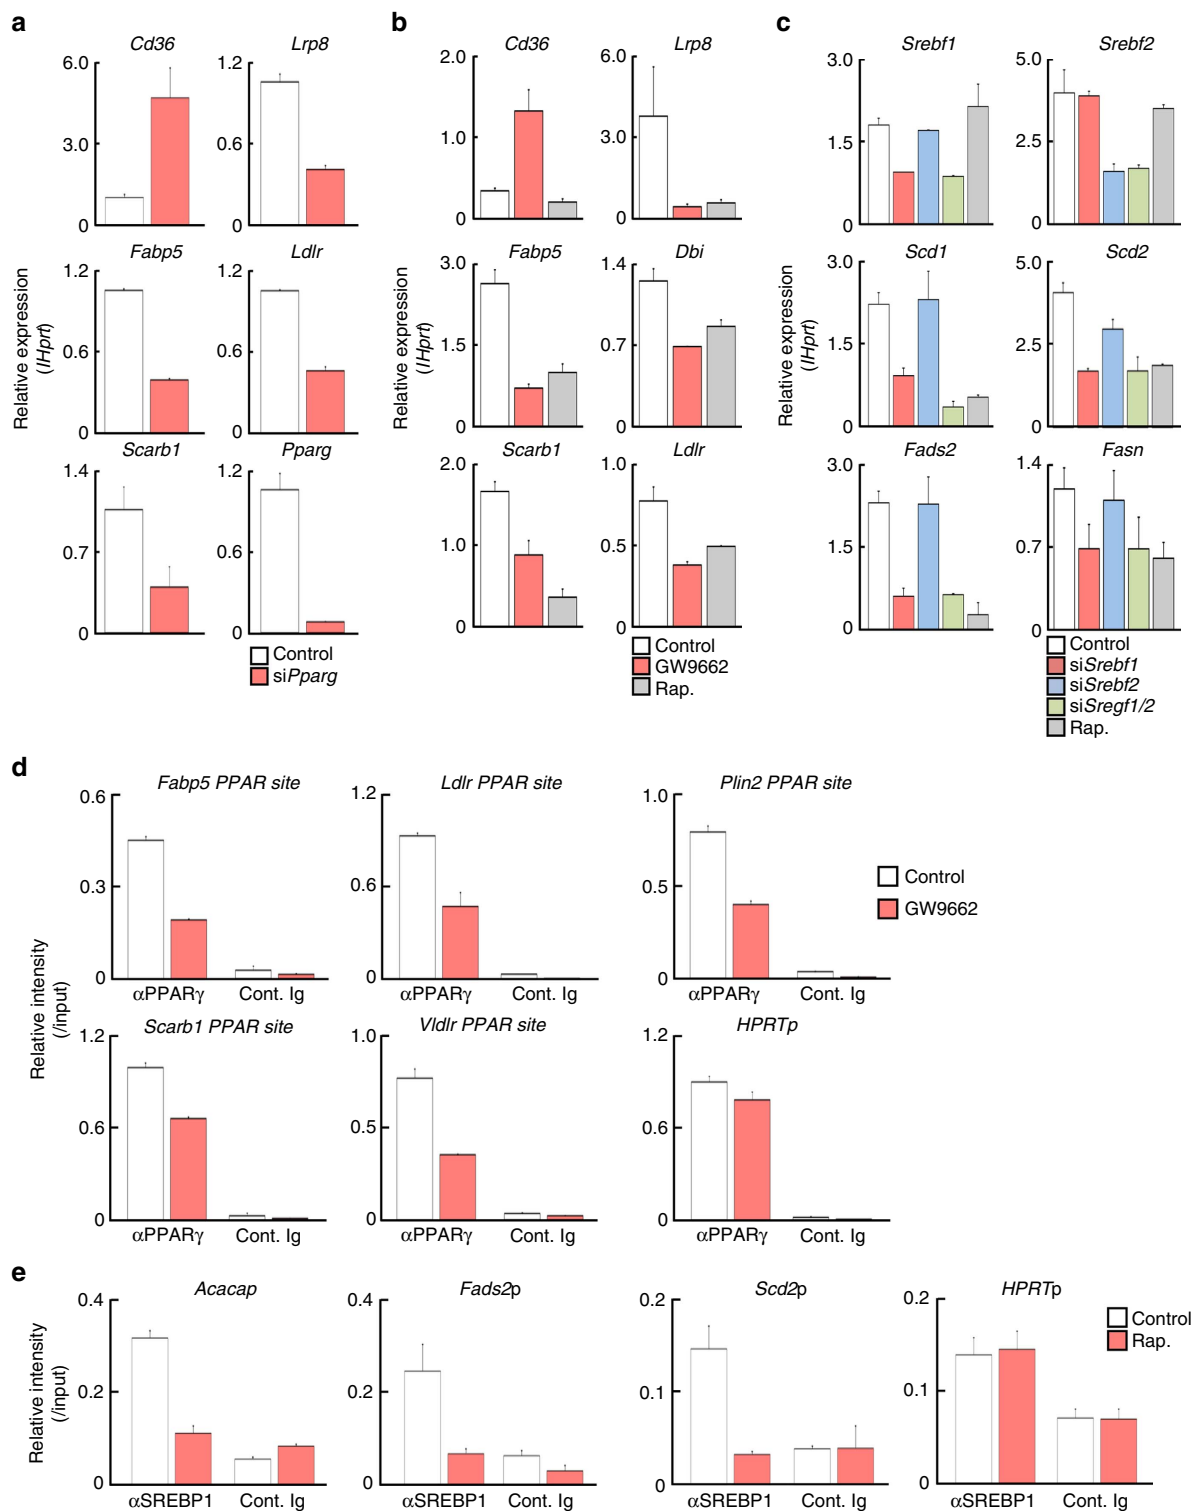 a
b
c
Cd36
Lrp8
Cd36
Lrp8
Srebf1
Srebf2
6.0
3.0
0
1.2
0.6
0
2.0
1.0
0
6.0
3.0
0
3.0
1.5
0
5.0
2.5
0
Fabp5
Ldlr
Fabp5
Dbi
Scd1
Scd2
Relative expression
(/Hprt)
1.2
0.6
0
1.2
0.6
0
Relative expression
(/Hprt)
3.0
1.5
0
1.4
0.7
0
Relative expression
(/Hprt)
3.0
1.5
0
5.0
2.5
0
Scarb1
Pparg
Scarb1
Ldlr
Fads2
Fasn
1.4
0.7
0
1.2
0.6
0
2.0
1.0
0
1.0
0.5
0
3.0
1.5
0
1.4
0.7
0
Control
siPparg
Control
GW9662
Rap.
Control
siSrebf1
siSrebf2
siSregf1/2
Rap.
d
Fabp5 PPAR site
Ldlr PPAR site
Plin2 PPAR site
0.6
0.3
0
αPPARγ Cont. Ig
1.2
0.6
0
αPPARγ Cont. Ig
1.0
0.5
0
αPPARγ Cont. Ig
Control
GW9662
Relative intensity
(/input)
Scarb1 PPAR site
Vldlr PPAR site
HPRTp
1.2
0.6
0
αPPARγ Cont. Ig
1.0
0.5
0
αPPARγ Cont. Ig
1.2
0.6
0
αPPARγ Cont. Ig
e
Acacap
Fads2p
Scd2p
HPRTp
Relative intensity
(/input)
0.4
0.2
0
αSREBP1 Cont. Ig
0.4
0.2
0
αSREBP1 Cont. Ig
0.2
0.1
0
αSREBP1 Cont. Ig
0.2
0.1
0
αSREBP1 Cont. Ig
Control
Rap.